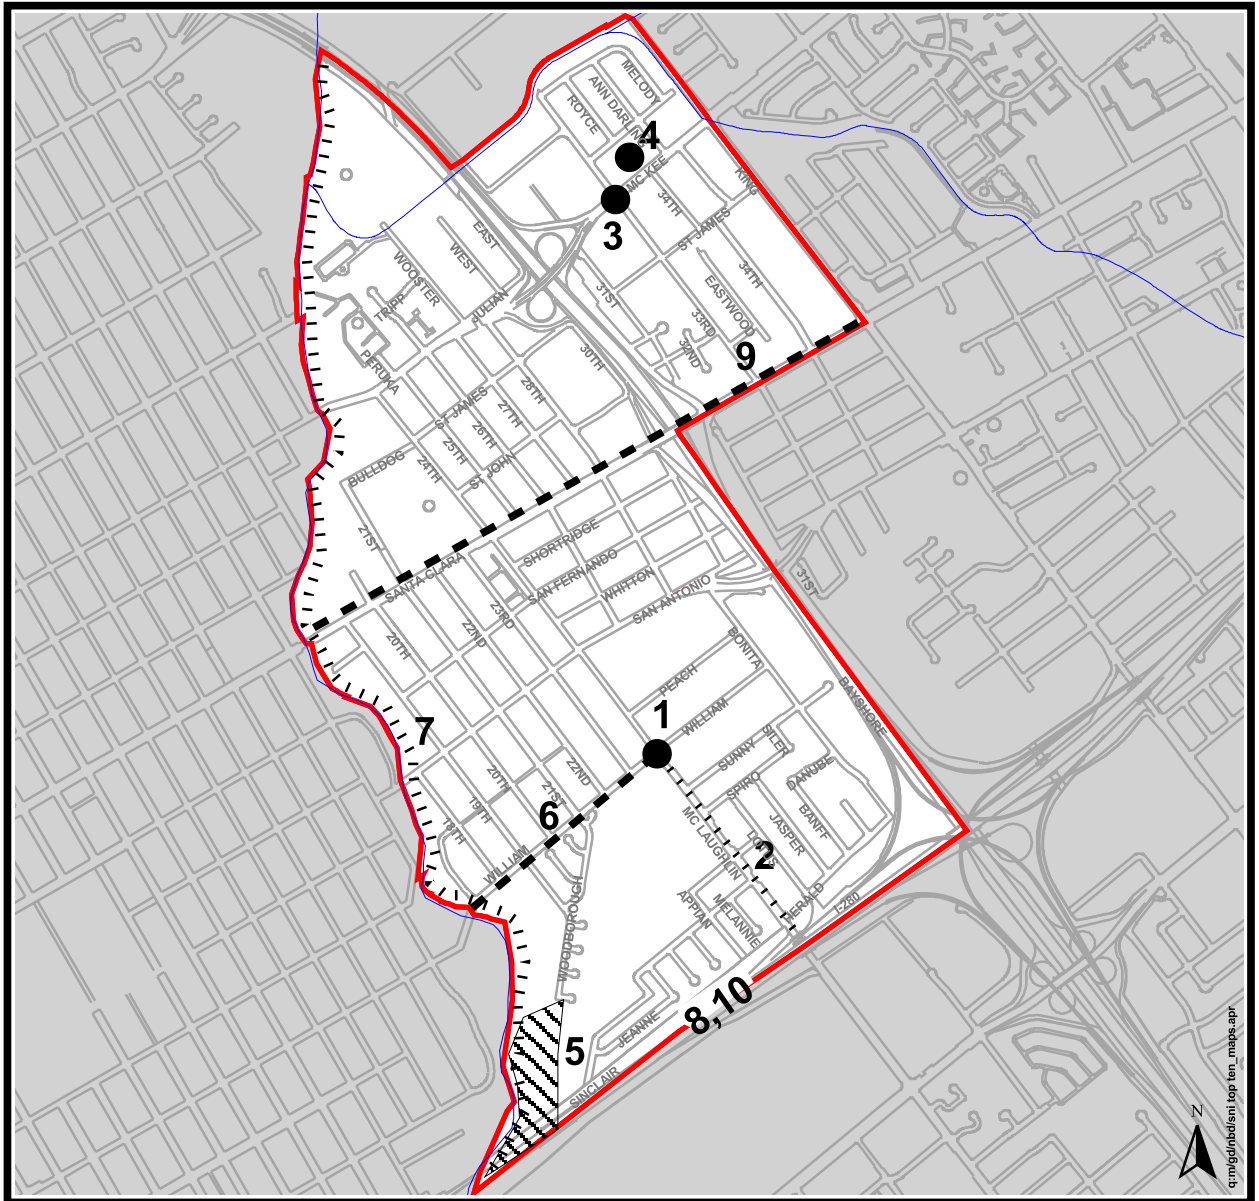 MELODY
ANN DARLIN
ROYCE
4
MC KEE
KING
3
34TH
ST JAMES
EAST
WEST
WOOSTER
TRIPP
JULIAN
34TH
EASTWOOD
31ST
33RD
32ND
9
30TH
PERUKA
28TH
ST JAMES
27TH
26TH
25TH
ST JOHN
24TH
BULLDOG
21ST
SANTA CLARA
SHORTRIDGE
SAN FERNANDO
WHITTON
SAN ANTONIO
31ST
23RD
22ND
20TH
BONITA
PEACH
BAYSHORE
1
WILLIAM
7
SILER
SUNNY
DANUBE
SPIRO
22ND
20TH
21ST
19TH
18TH
6
BANFF
JASPER
MC LAUGHLIN
2
WILLIAM
WOODBOROUGH
HERALD
I-280
APPIAN
MELANNIE
8,10
JEANNE
5
SINCLAIR
N
q:m/gd/nbd/sni top ten_maps.apr